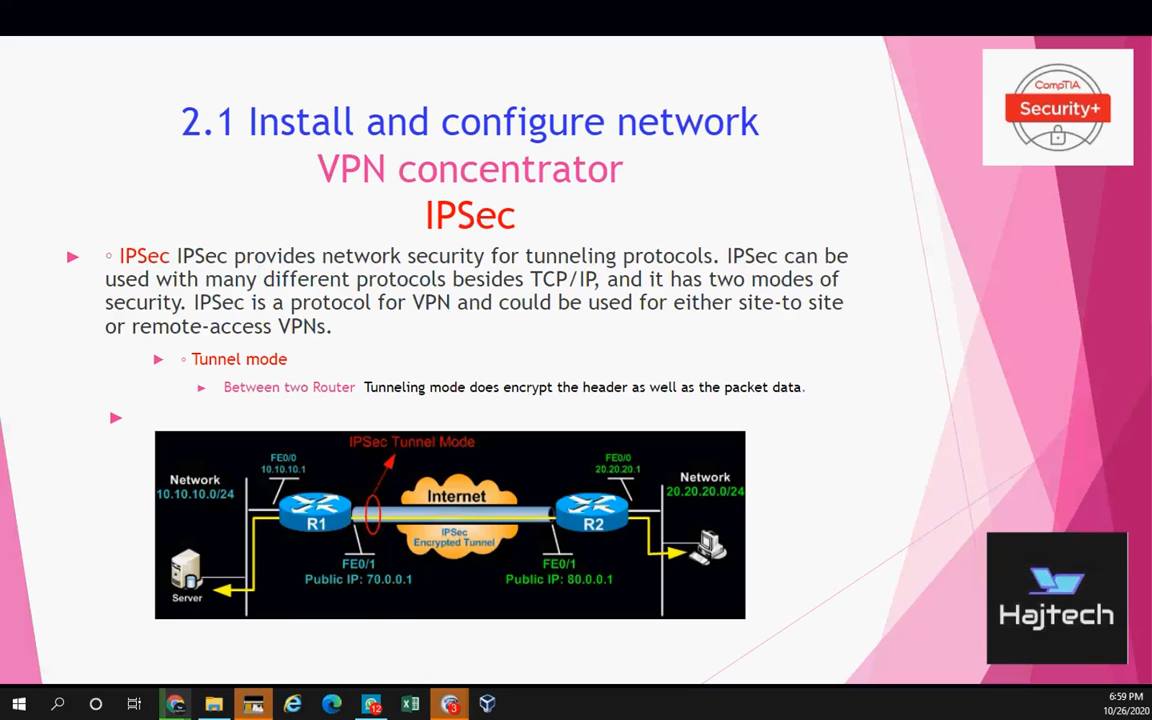 2.1 Install and configure network
VPN concentrator
IPSec
CompTIA
Security+
◦ IPSec IPSec provides network security for tunneling protocols. IPSec can be
used with many different protocols besides TCP/IP, and it has two modes of
security. IPSec is a protocol for VPN and could be used for either site-to site
or remote-access VPNs.
◦ Tunnel mode
Between two Router Tunneling mode does encrypt the header as well as the packet data.
IPSec Tunnel Mode
FE0/0
10.10.10.1
FE0/0
20.20.20.1
Network
10.10.10.0/24
Network
20.20.20.0/24
Internet
R1
R2
IPSec
Encrypted Tunnel
FE0/1
Public IP: 70.0.0.1
FE0/1
Public IP: 80.0.0.1
Server
Hajtech
12
3
6:59 PM
10/26/2020